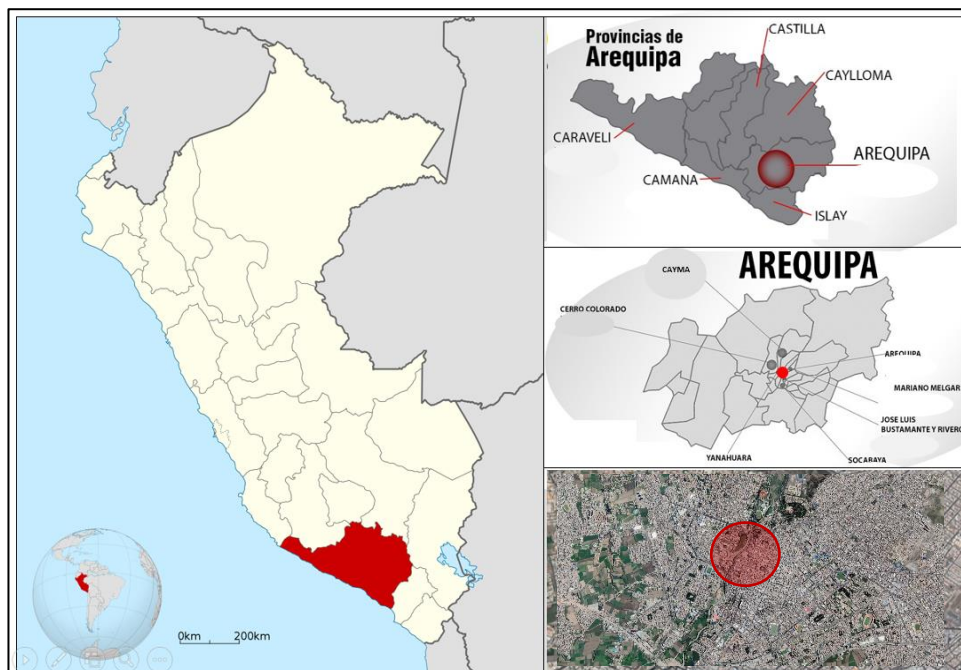 0km 200km
Provincias de
Arequipa
CASTILLA
CAYLLOMA
CARAVELI
AREQUIPA
CAMANA
ISLAY
AREQUIPA
CAYMA
CERRO COLORADO
AREQUIPA
MARIANO MELGAR
JOSE LUIS
BUSTAMANTE Y RIVERO
YANAHUARA
SOCABAYA